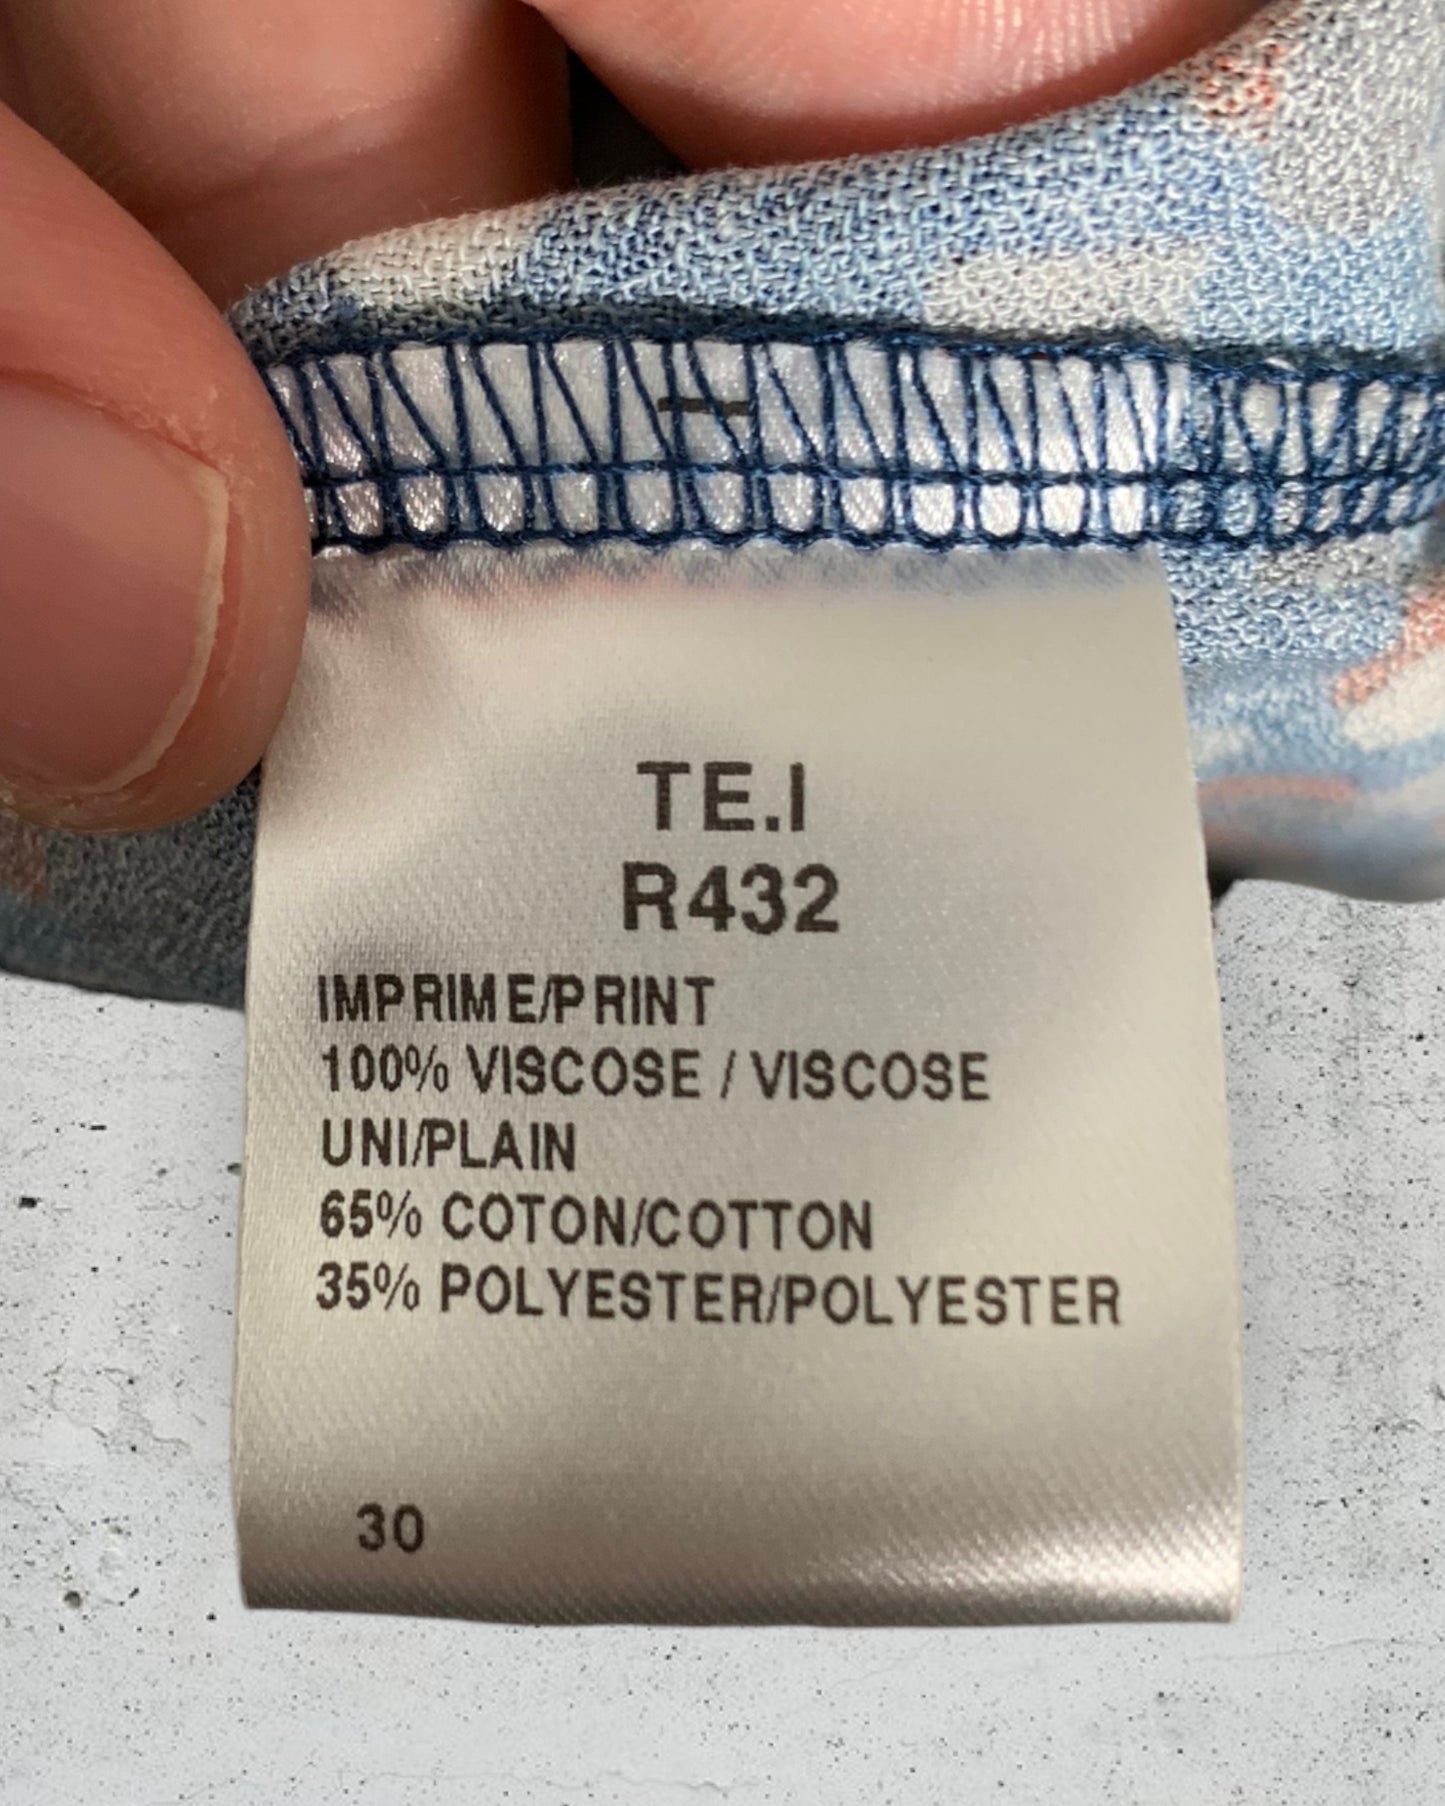 TE.I
R432
IMPRIME/PRINT
100% VISCOSE / VISCOSE
UNI/PLAIN
65% COTON/COTTON
35% POLYESTER/POLYESTER
30